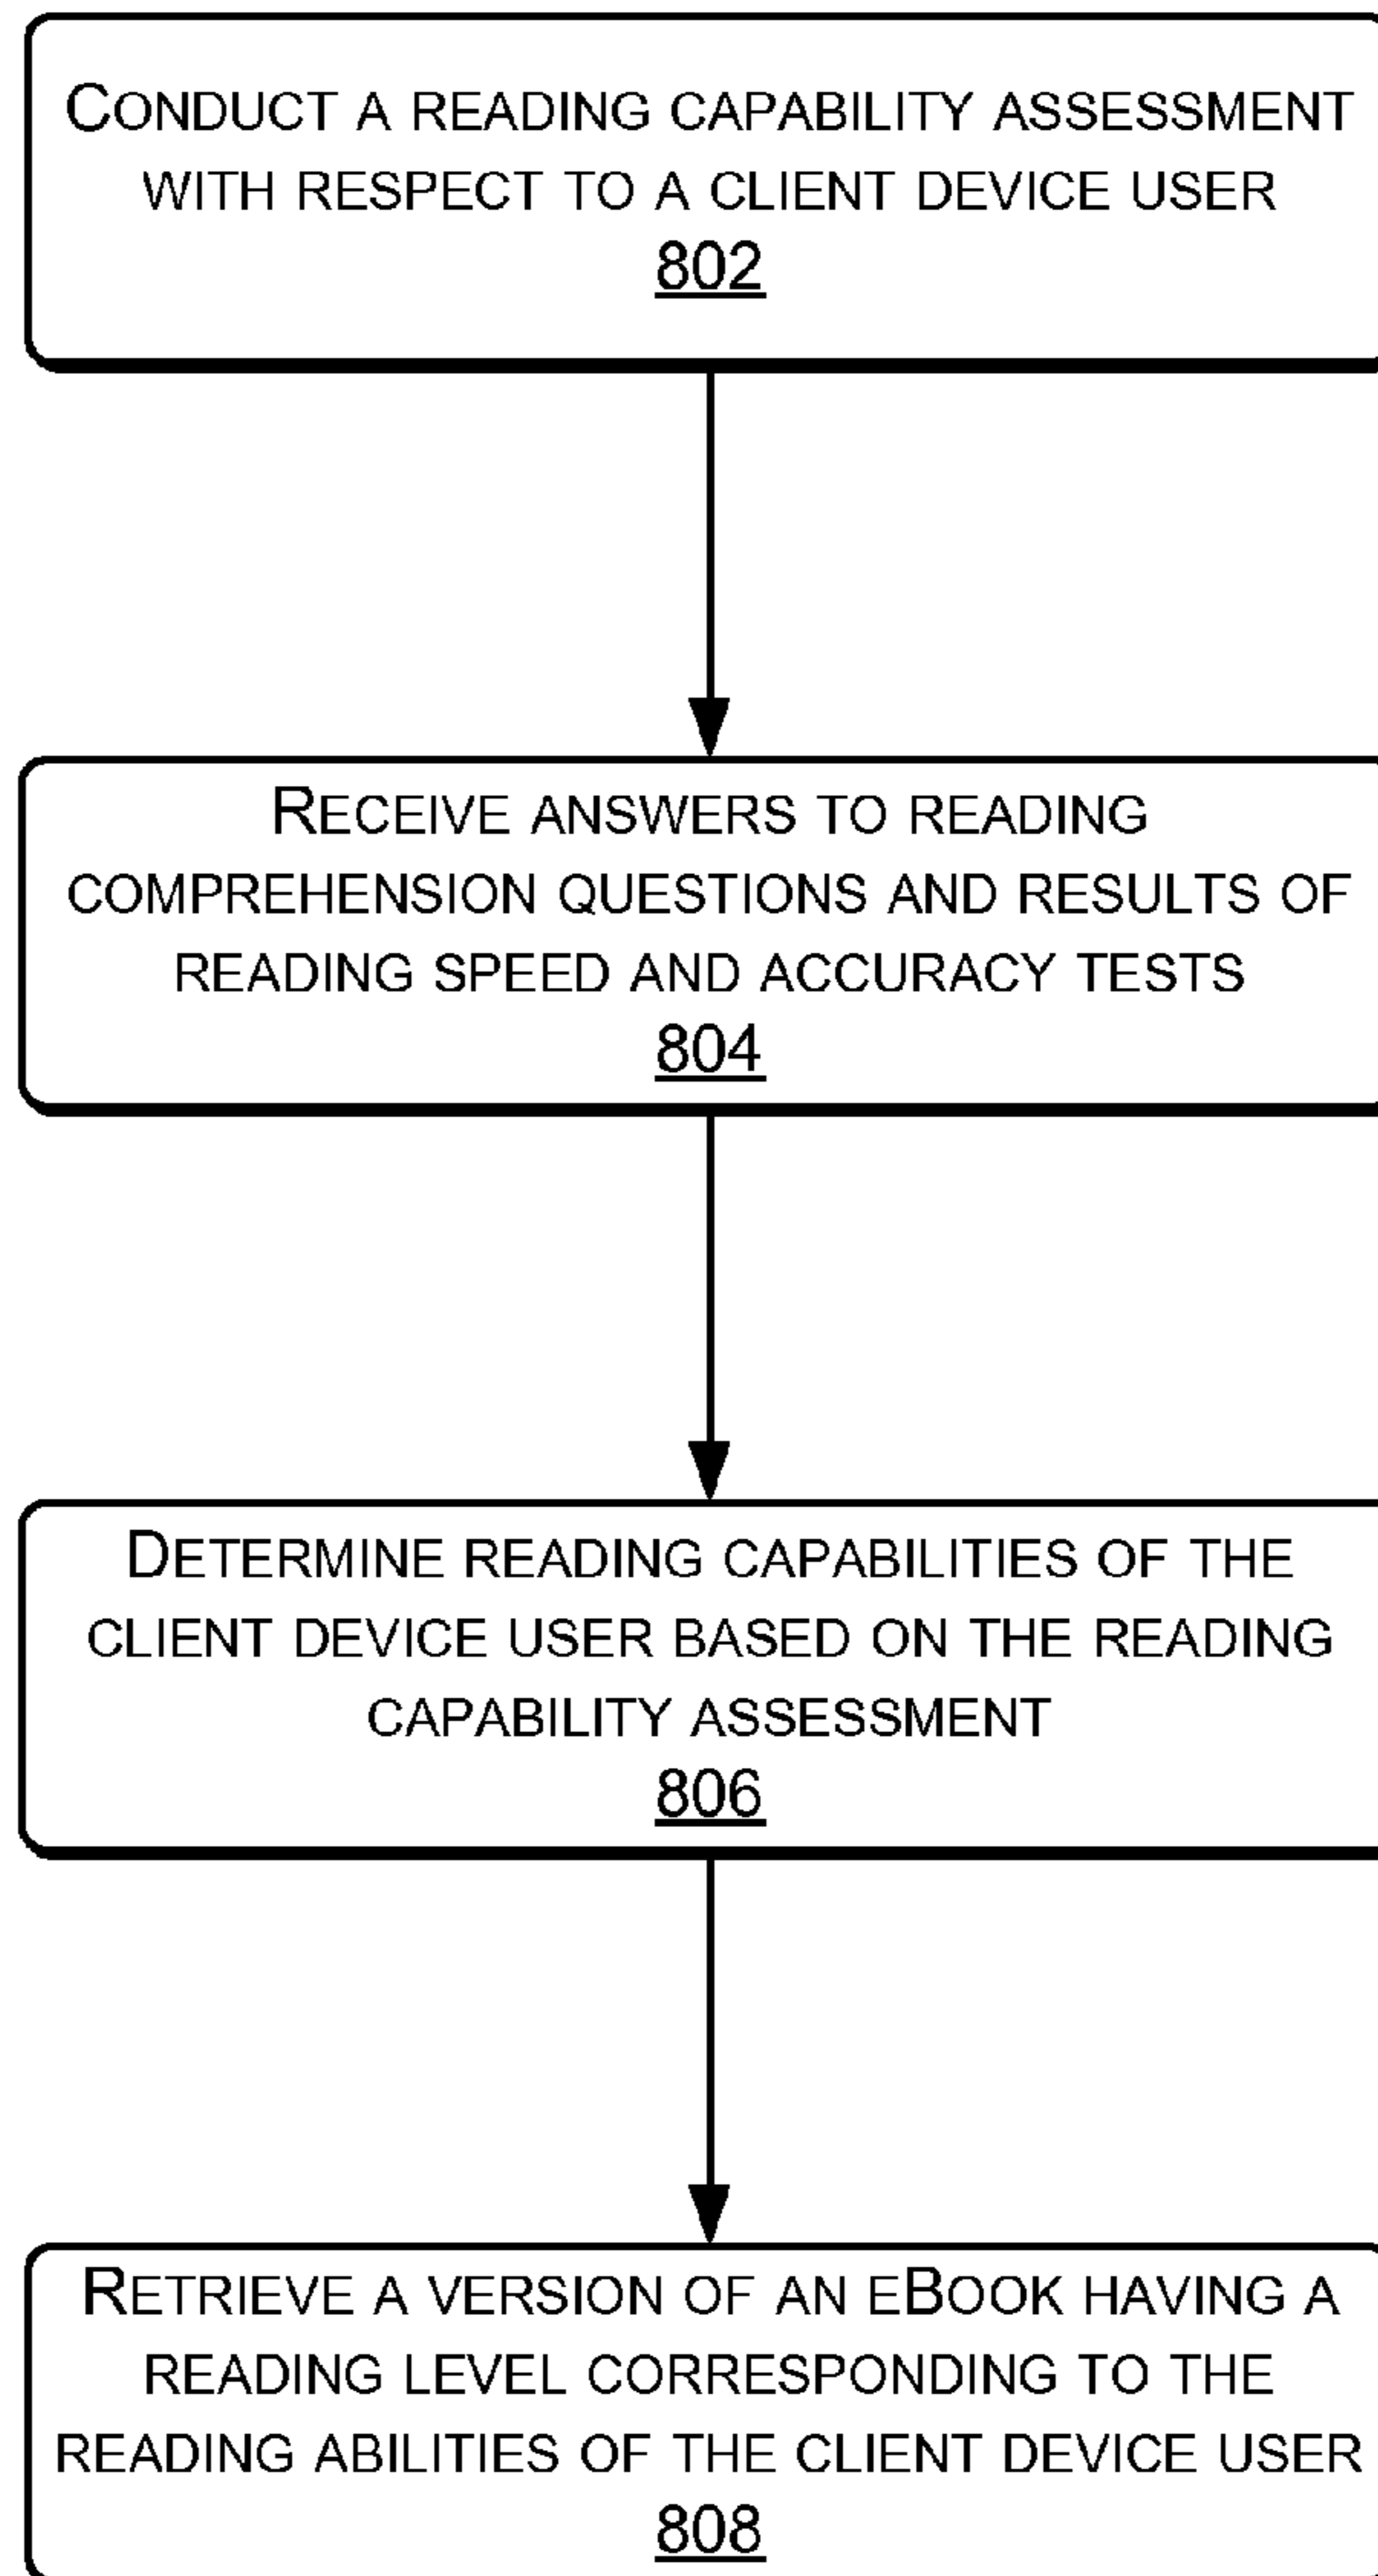 CONDUCT A READING CAPABILITY ASSESSMENT
WITH RESPECT TO A CLIENT DEVICE USER
802
RECEIVE ANSWERS TO READING
COMPREHENSION QUESTIONS AND RESULTS OF
READING SPEED AND ACCURACY TESTS
804
DETERMINE READING CAPABILITIES OF THE
CLIENT DEVICE USER BASED ON THE READING
CAPABILITY ASSESSMENT
806
RETRIEVE A VERSION OF AN EBOOK HAVING A
READING LEVEL CORRESPONDING TO THE
READING ABILITIES OF THE CLIENT DEVICE USER
808